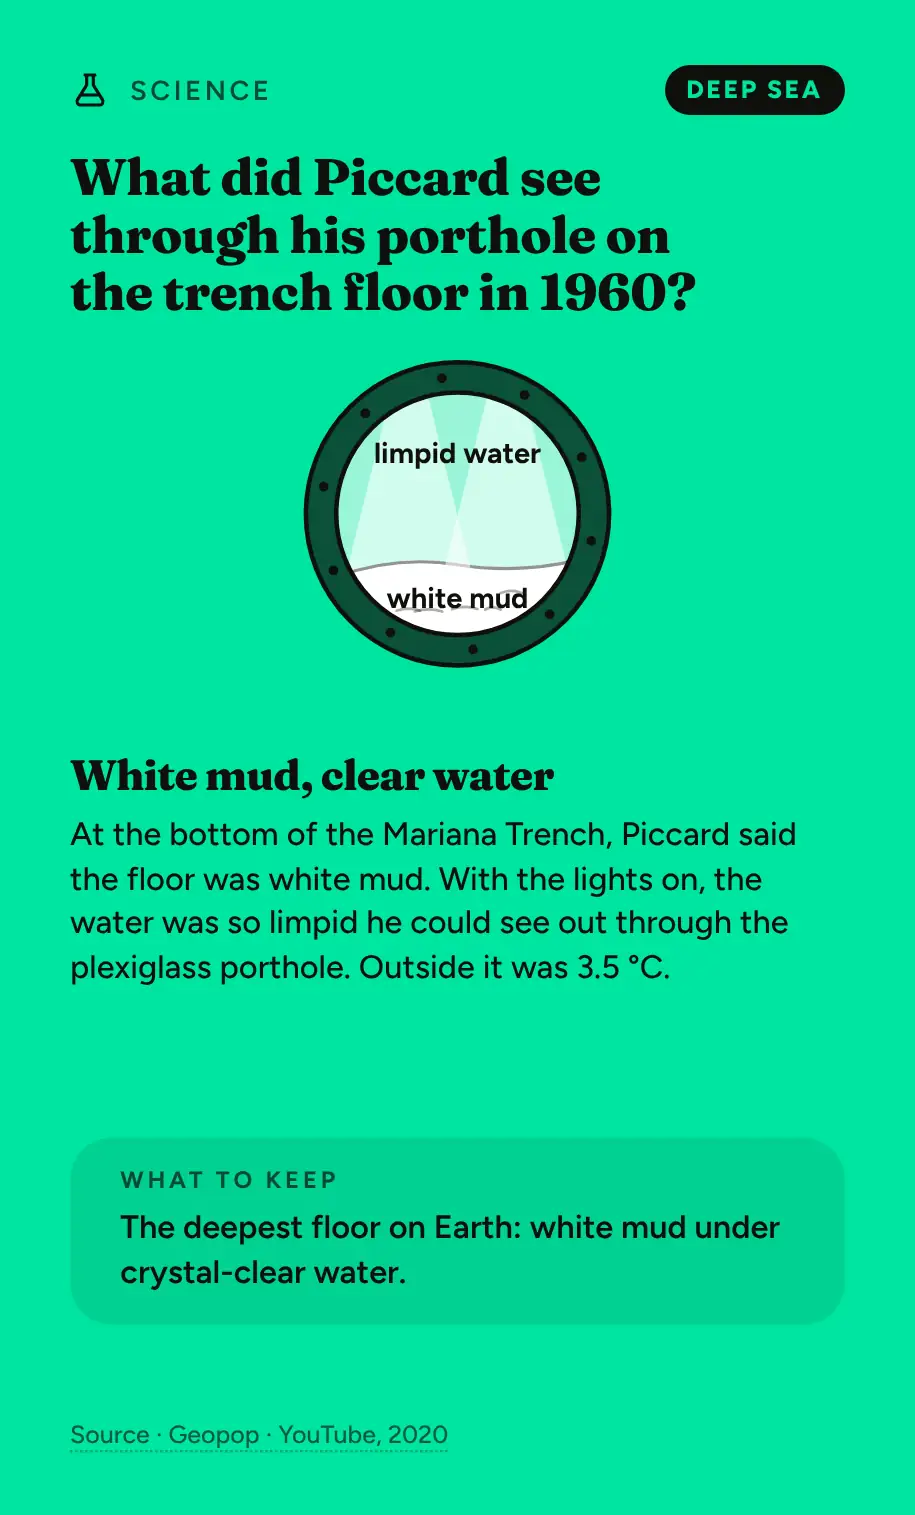 SCIENCE
DEEP SEA
What did Piccard see
through his porthole on
the trench floor in 1960?
limpid water
white mud
White mud, clear water
At the bottom of the Mariana Trench, Piccard said
the floor was white mud. With the lights on, the
water was so limpid he could see out through the
plexiglass porthole. Outside it was 3.5 °C.
WHAT TO KEEP
The deepest floor on Earth: white mud under
crystal-clear water.
Source · Geopop · YouTube, 2020